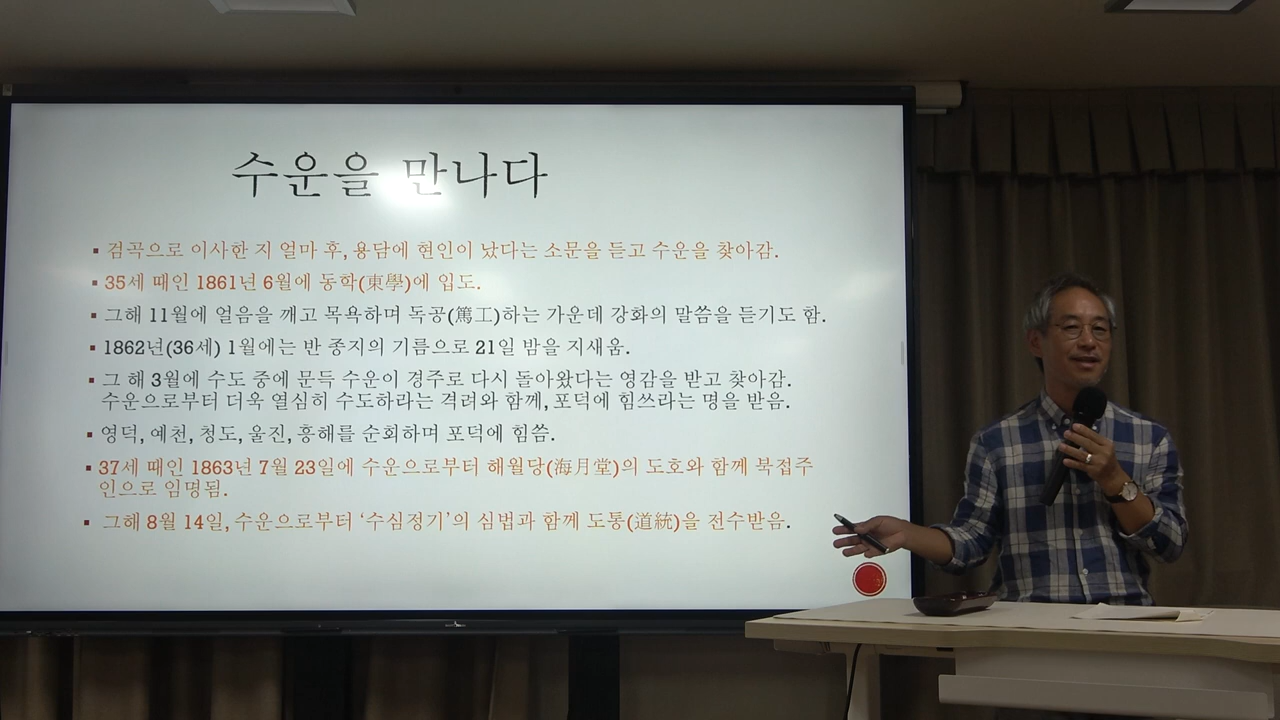 수운을 만나다
▪ 검곡으로 이사한 지 얼마 후, 용담에 현인이 났다는 소문을 듣고 수운을 찾아감.
▪ 35세 때인 1861년 6월에 동학(東學)에 입도.
▪ 그해 11월에 얼음을 깨고 목욕하며 독공(篤工)하는 가운데 강화의 말씀을 듣기도 함.
▪ 1862년(36세) 1월에는 반 종지의 기름으로 21일 밤을 지새움.
▪ 그 해 3월에 수도 중에 문득 수운이 경주로 다시 돌아왔다는 영감을 받고 찾아감.
수운으로부터 더욱 열심히 수도하라는 격려와 함께, 포덕에 힘쓰라는 명을 받음.
▪ 영덕, 예천, 청도, 울진, 흥해를 순회하며 포덕에 힘씀.
▪ 37세 때인 1863년 7월 23일에 수운으로부터 해월당(海月堂)의 도호와 함께 북접주
인으로 임명됨.
▪ 그해 8월 14일, 수운으로부터 ‘수심정기’의 심법과 함께 도통(道統)을 전수받음.